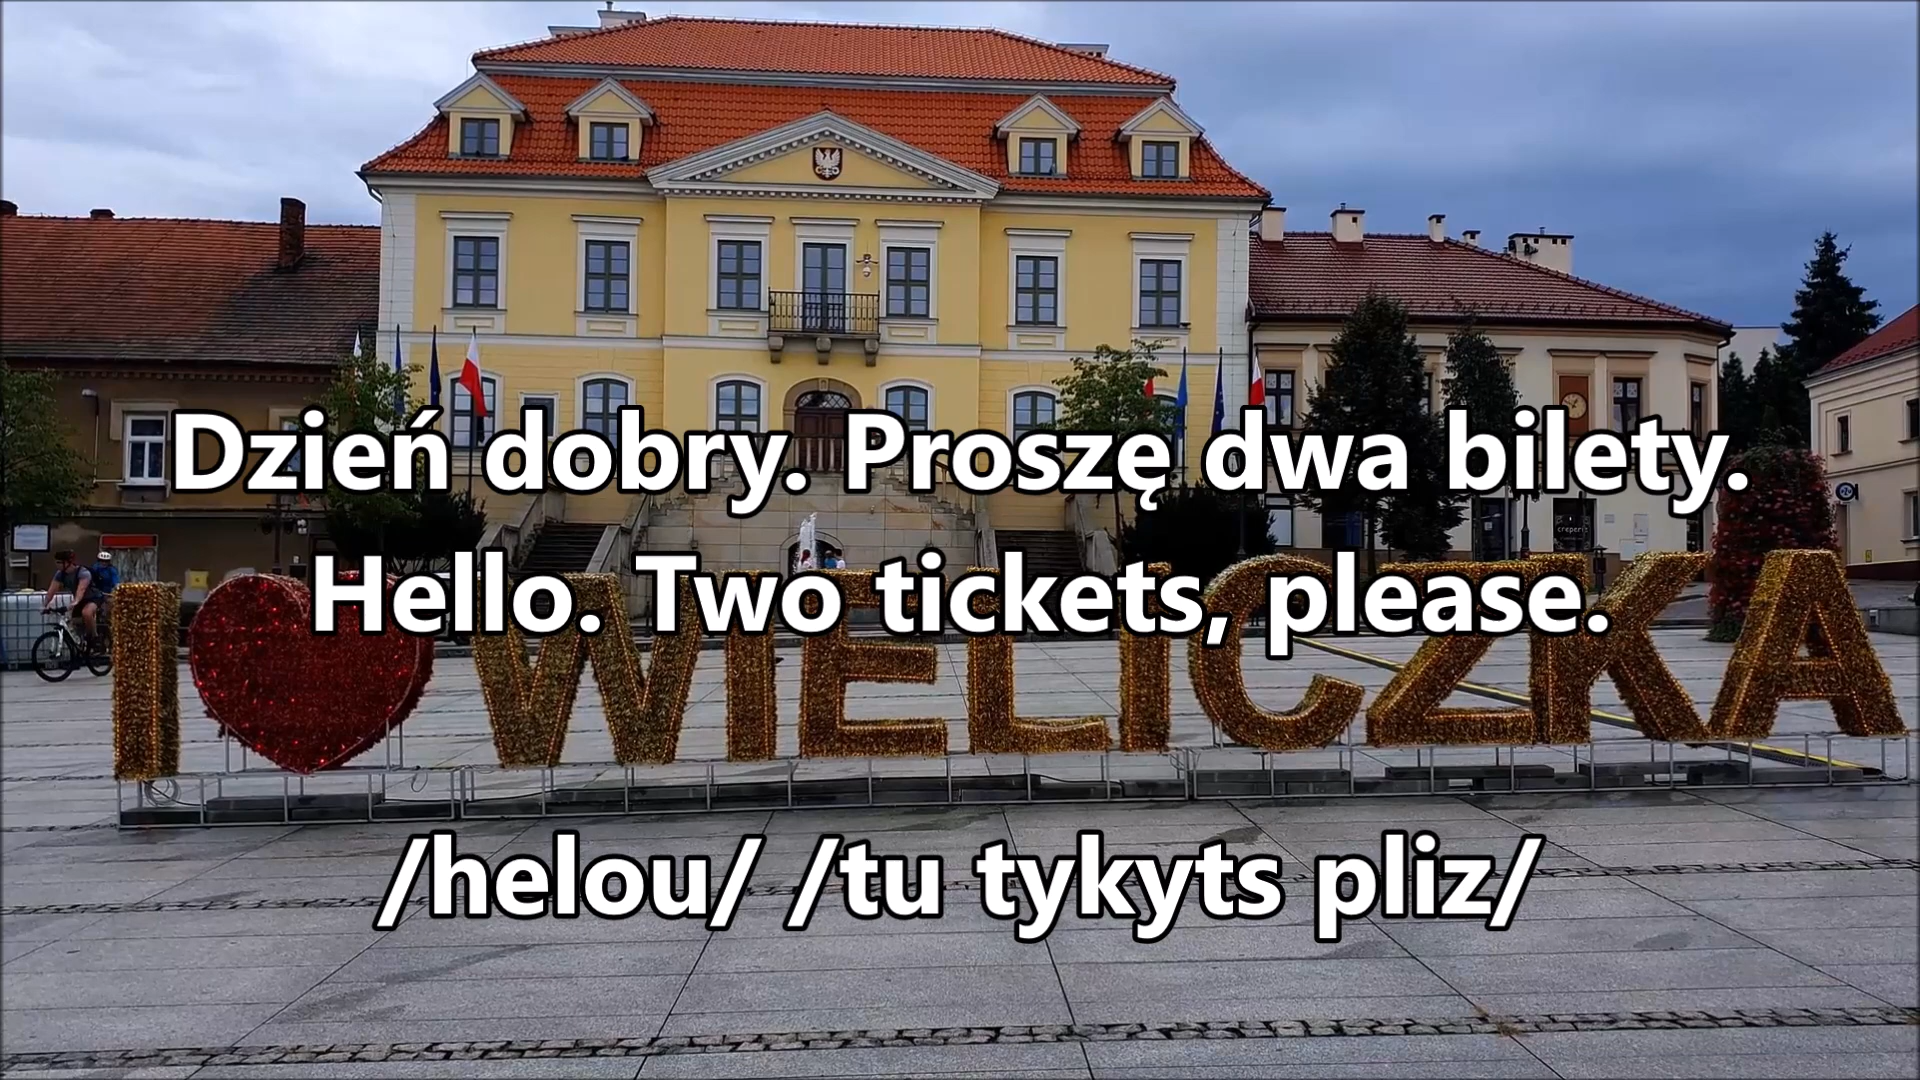 Dzień dobry. Proszę dwa bilety.
Hello. Two tickets, please.
I ❤ WIELICZKA
/helou/ /tu tykyts pliz/